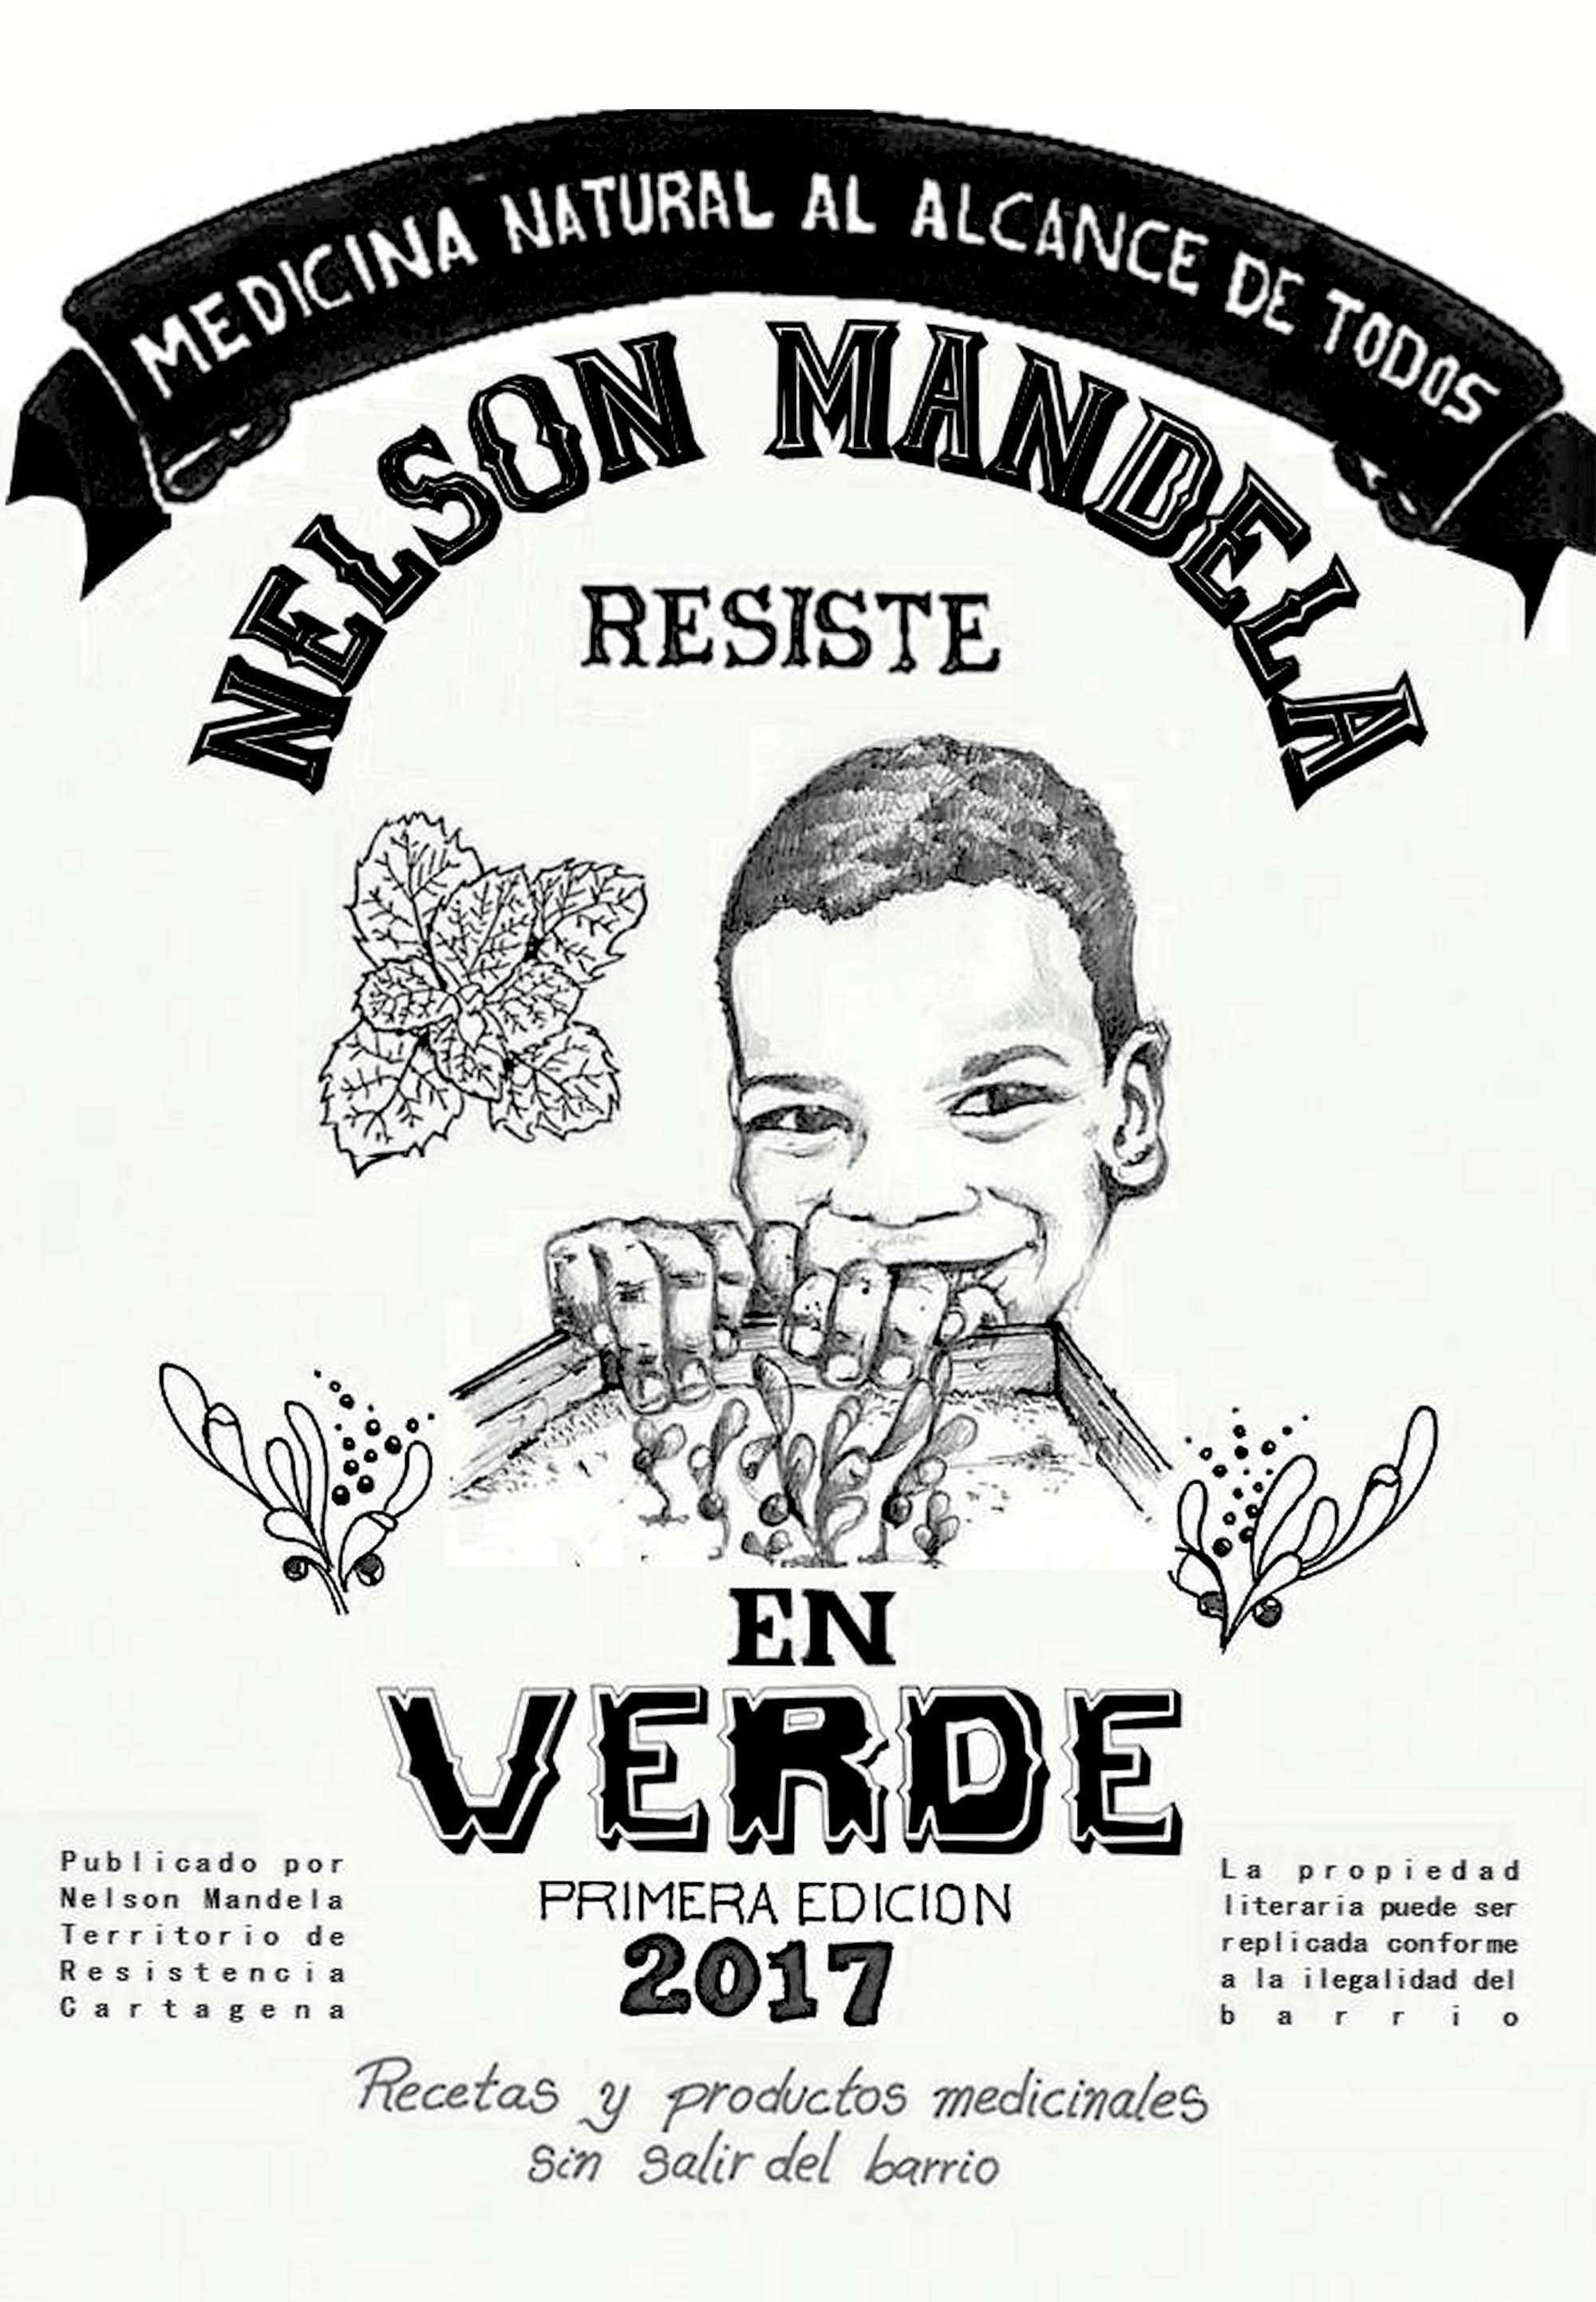 MEDICINA NATURAL AL ALCANCE DE TODOS
NELSON MANDELA
RESISTE
EN
VERDE
Publicado por
Nelson Mandela
Territorio de
Resistencia
Cartagena
PRIMERA EDICION
2017
La propiedad
literaria puede ser
replicada conforme
a la ilegalidad del
barrio
Recetas y productos medicinales
sin salir del barrio